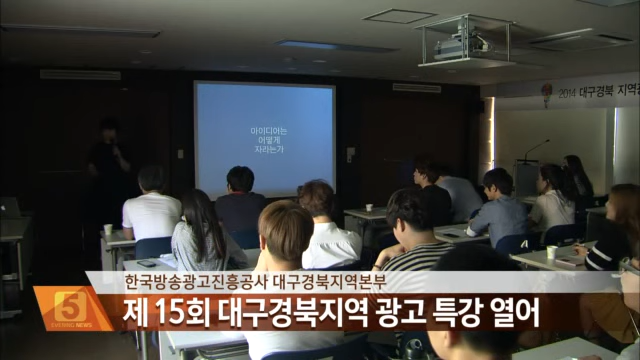 2014 대구경북 지역광
아이디어는
어떻게
자라는가
한국방송광고진흥공사 대구경북지역본부
5
EVENING NEWS
제 15회 대구경북지역 광고 특강 열어